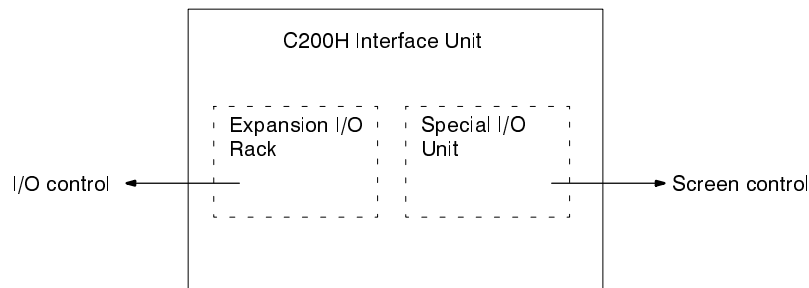 C200H Interface Unit
Expansion I/O
Rack
Special I/O
Unit
I/O control
Screen control